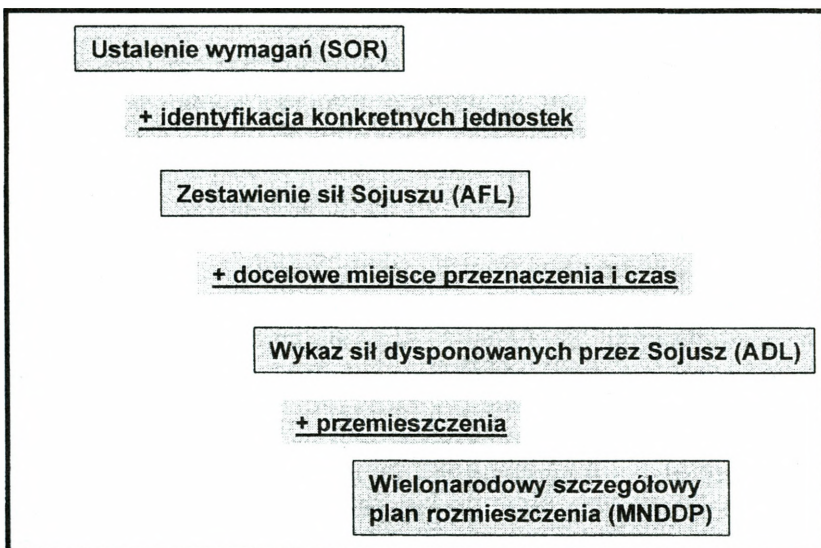 Ustalenie wymagań (SOR)
+ identyfikacja konkretnych jednostek
Zestawienie sił Sojuszu (AFL)
+ docelowe miejsce przeznaczenia i czas
Wykaz sił dysponowanych przez Sojusz (ADL)
+ przemieszczenia
Wielonarodowy szczegółowy
plan rozmieszczenia (MNDDP)